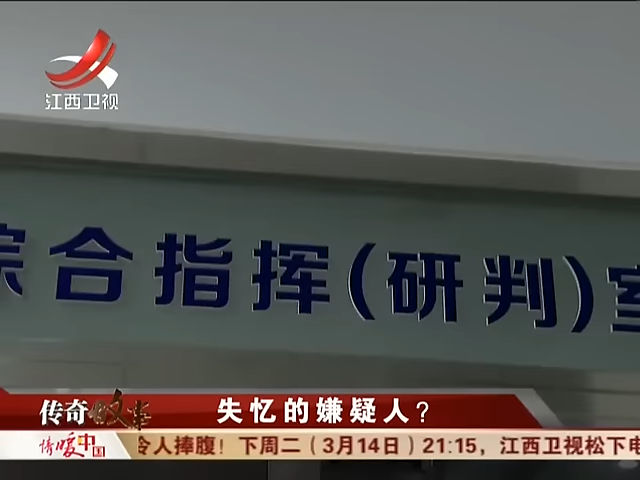 江西卫视
综合指挥(研判)室
传奇故事
失忆的嫌疑人?
情暖中国
令人捧腹! 下周二(3月14日)21:15,江西卫视松下电